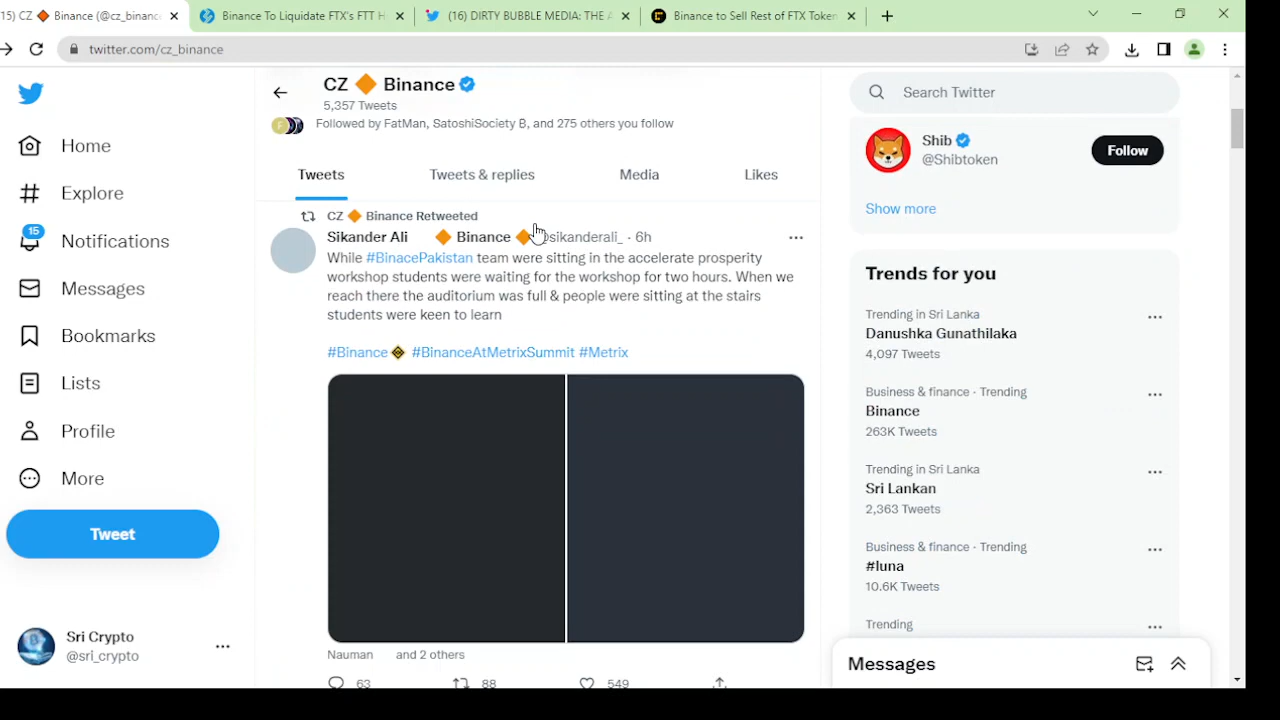 15) CZ 🔶 Binance (@cz_binanc
Binance To Liquidate FTX's FTT H
(16) DIRTY BUBBLE MEDIA: THE A
Binance to Sell Rest of FTX Token
twitter.com/cz_binance
Home
Explore
15
Notifications
Messages
Bookmarks
Lists
Profile
More
Tweet
Sri Crypto
@sri_crypto
CZ 🔶 Binance
5,357 Tweets
Followed by FatMan, SatoshiSociety B, and 275 others you follow
Tweets
Tweets & replies
Media
Likes
CZ 🔶 Binance Retweeted
Sikander Ali 🔶 Binance 🔶 @sikanderali_ · 6h
While #BinacePakistan team were sitting in the accelerate prosperity
workshop students were waiting for the workshop for two hours. When we
reach there the auditorium was full & people were sitting at the stairs
students were keen to learn
#Binance #BinanceAtMetrixSummit #Metrix
Nauman and 2 others
63 88 549
Search Twitter
Shib
@Shibtoken
Follow
Show more
Trends for you
Trending in Sri Lanka
Danushka Gunathilaka
4,097 Tweets
Business & finance · Trending
Binance
263K Tweets
Trending in Sri Lanka
Sri Lankan
2,363 Tweets
Business & finance · Trending
#luna
10.6K Tweets
Trending
Messages